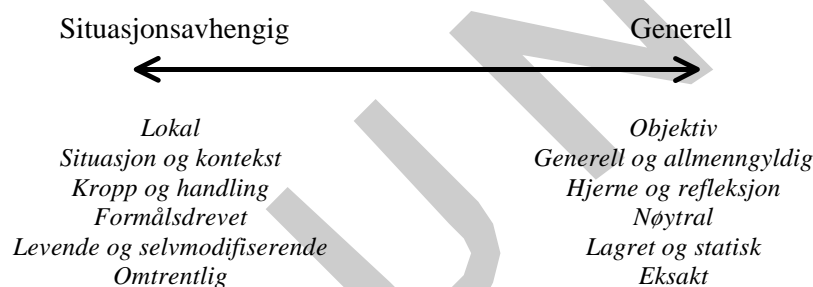 Situasjonsavhengig
Generell
Lokal
Situasjon og kontekst
Kropp og handling
Formålsdrevet
Levende og selvmodifiserende
Omtrentlig
Objektiv
Generell og allmenngyldig
Hjerne og refleksjon
Nøytral
Lagret og statisk
Eksakt